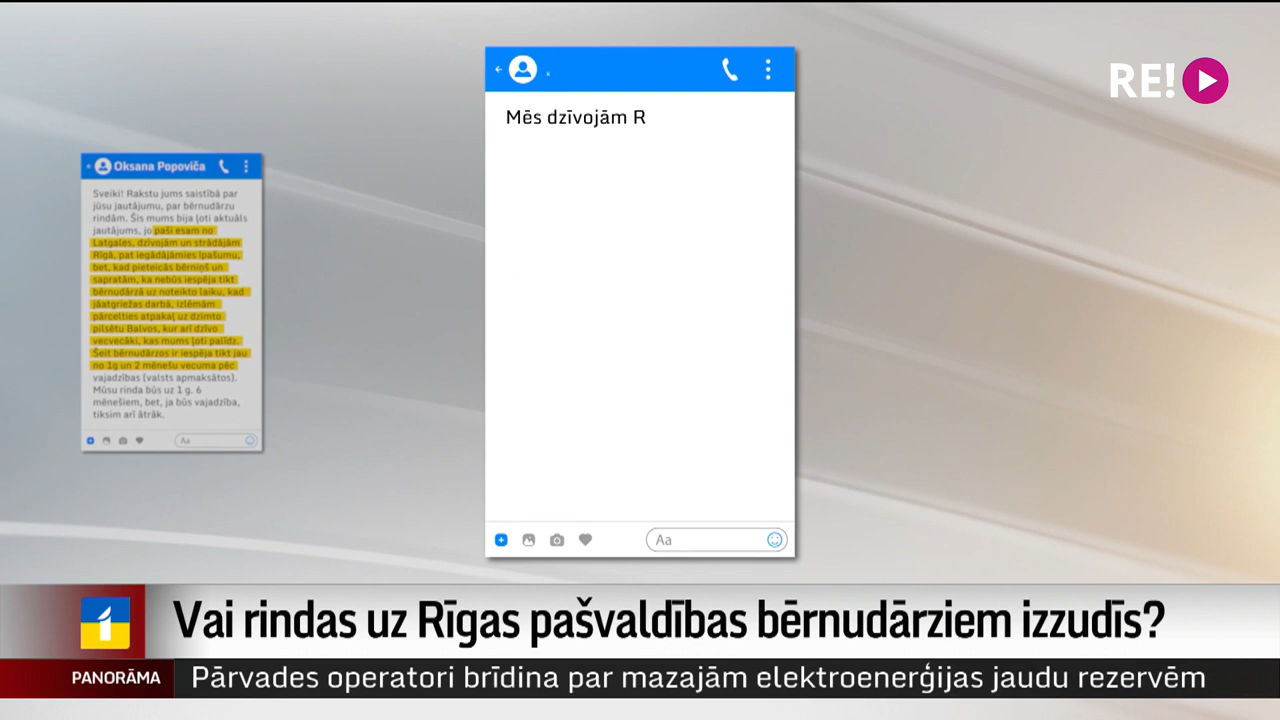 RE!
Mēs dzīvojām R
Oksana Popoviča
Sveiki! Rakstu jums saistībā par
jūsu jautājumu, par bērnudārzu
rindām. Šis mums bija ļoti aktuāls
jautājums, jo paši esam no
Latgales, dzīvojām un strādājām
Rīgā, pat iegādājāmies īpašumu,
bet, kad pieteicās bērniņš un
sapratām, ka nebūs iespēja tikt
bērnudārzā uz noteikto laiku, kad
jāatgriežas darbā, izlēmām
pārcelties atpakaļ uz dzimto
pilsētu Balvos, kur arī dzīvo
vecvecāki, kas mums ļoti palīdz.
Šeit bērnudārzos ir iespēja tikt jau
no 1g un 2 mēnešu vecuma pēc
vajadzības (valsts apmaksātos).
Mūsu rinda būs uz 1 g. 6
mēnešiem, bet, ja būs vajadzība,
tiksim arī ātrāk.
Aa
Aa
1
Vai rindas uz Rīgas pašvaldības bērnudārziem izzudīs?
PANORĀMA
Pārvades operatori brīdina par mazajām elektroenerģijas jaudu rezervēm